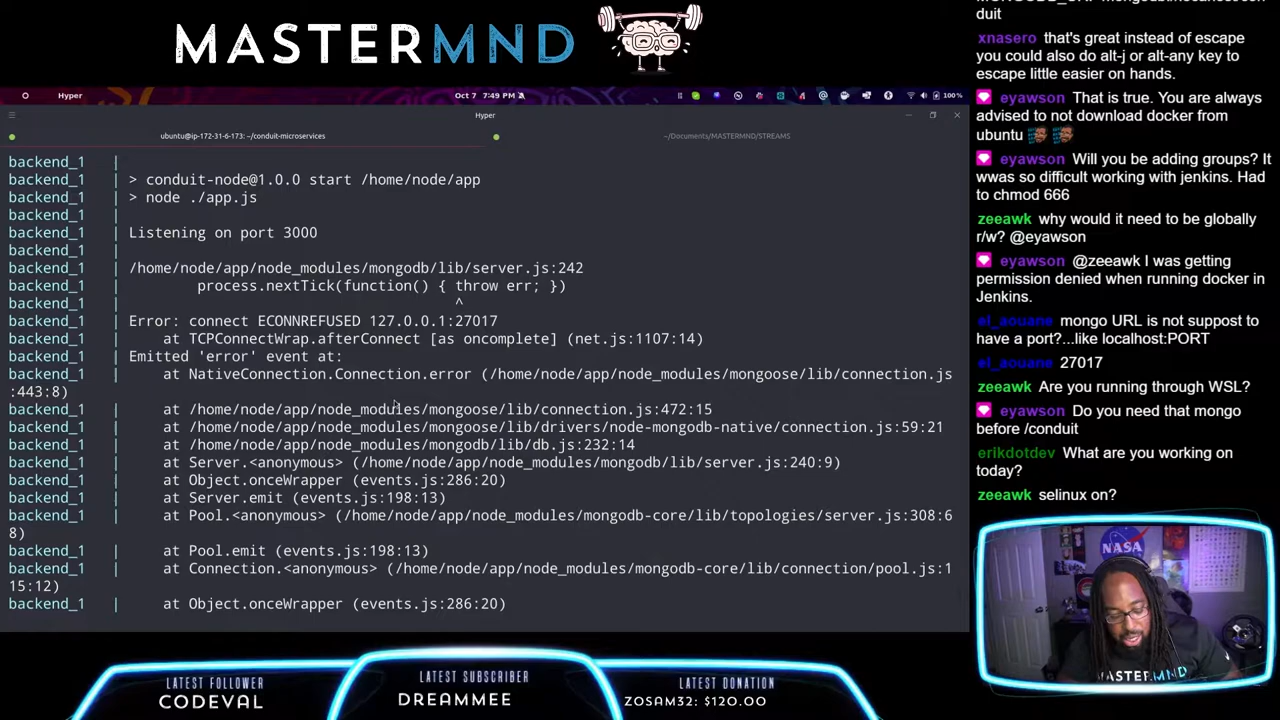 MASTERMND
Hyper
Oct 7 7:49 PM
100%
Hyper
ubuntu@ip-172-31-6-173: ~/conduit-microservices
~/Documents/MASTERMND/STREAMS
backend_1 |
backend_1 | > conduit-node@1.0.0 start /home/node/app
backend_1 | > node ./app.js
backend_1 |
backend_1 | Listening on port 3000
backend_1 |
backend_1 | /home/node/app/node_modules/mongodb/lib/server.js:242
backend_1 | process.nextTick(function() { throw err; })
backend_1 | ^
backend_1 | Error: connect ECONNREFUSED 127.0.0.1:27017
backend_1 | at TCPConnectWrap.afterConnect [as oncomplete] (net.js:1107:14)
backend_1 | Emitted 'error' event at:
backend_1 | at NativeConnection.Connection.error (/home/node/app/node_modules/mongoose/lib/connection.js
:443:8)
backend_1 | at /home/node/app/node_modules/mongoose/lib/connection.js:472:15
backend_1 | at /home/node/app/node_modules/mongoose/lib/drivers/node-mongodb-native/connection.js:59:21
backend_1 | at /home/node/app/node_modules/mongodb/lib/db.js:232:14
backend_1 | at Server.<anonymous> (/home/node/app/node_modules/mongodb/lib/server.js:240:9)
backend_1 | at Object.onceWrapper (events.js:286:20)
backend_1 | at Server.emit (events.js:198:13)
backend_1 | at Pool.<anonymous> (/home/node/app/node_modules/mongodb-core/lib/topologies/server.js:308:6
8)
backend_1 | at Pool.emit (events.js:198:13)
backend_1 | at Connection.<anonymous> (/home/node/app/node_modules/mongodb-core/lib/connection/pool.js:1
15:12)
backend_1 | at Object.onceWrapper (events.js:286:20)
duit
xnasero that's great instead of escape
you could also do alt-j or alt-any key to
escape little easier on hands.
eyawson That is true. You are always
advised to not download docker from
ubuntu
eyawson Will you be adding groups? It
wwas so difficult working with jenkins. Had
to chmod 666
zeeawk why would it need to be globally
r/w? @eyawson
eyawson @zeeawk I was getting
permission denied when running docker in
Jenkins.
el_aouane mongo URL is not suppost to
have a port?...like localhost:PORT
el_aouane 27017
zeeawk Are you running through WSL?
eyawson Do you need that mongo
before /conduit
erikdotdev What are you working on
today?
zeeawk selinux on?
NASA
MASTERMND
LATEST FOLLOWER
CODEVAL
LATEST SUBSCRIBER
DREAMMEE
LATEST DONATION
ZOSAM32: $120.00